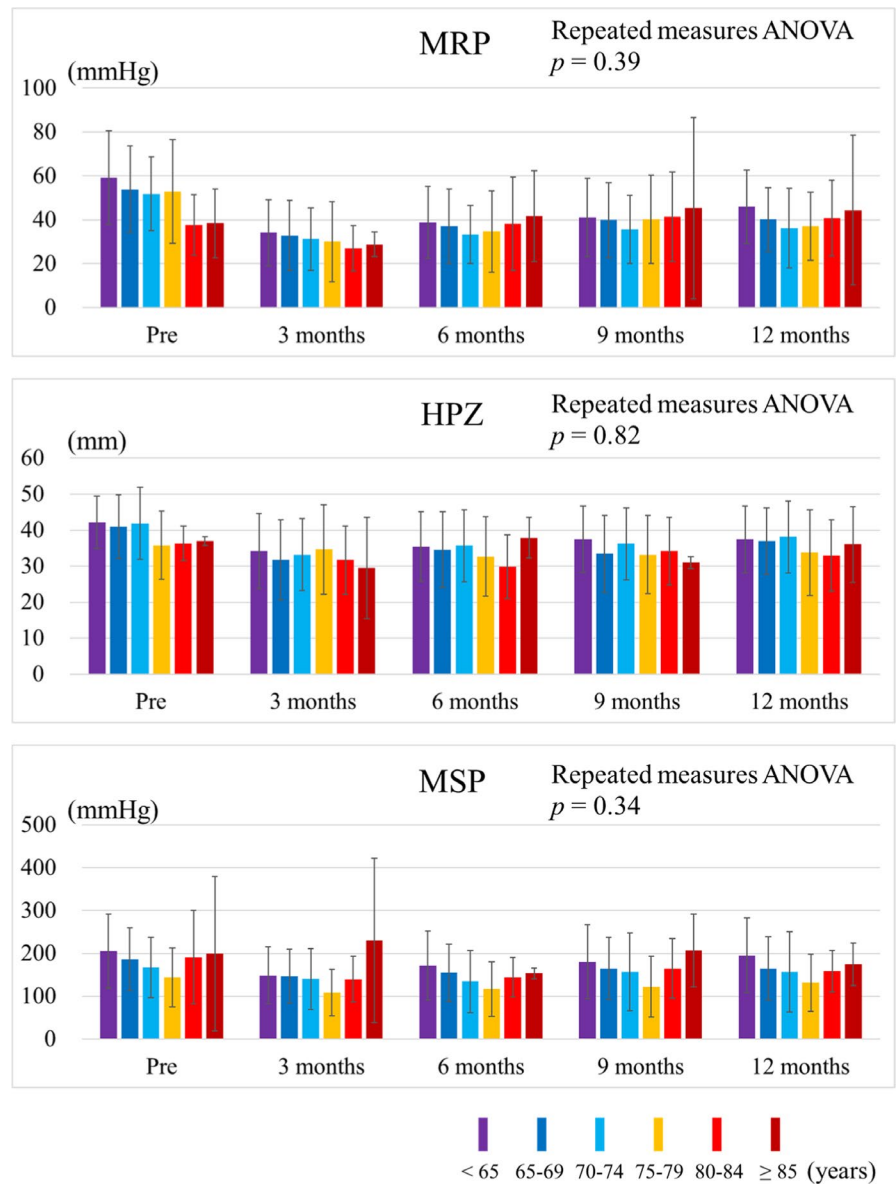 MRP
Repeated measures ANOVA
p = 0.39
(mmHg)
100
80
60
40
20
0
Pre 3 months 6 months 9 months 12 months
HPZ
Repeated measures ANOVA
p = 0.82
(mm)
60
50
40
30
20
10
0
Pre 3 months 6 months 9 months 12 months
MSP
Repeated measures ANOVA
p = 0.34
(mmHg)
500
400
300
200
100
0
Pre 3 months 6 months 9 months 12 months
< 65 65-69 70-74 75-79 80-84 ≥ 85 (years)